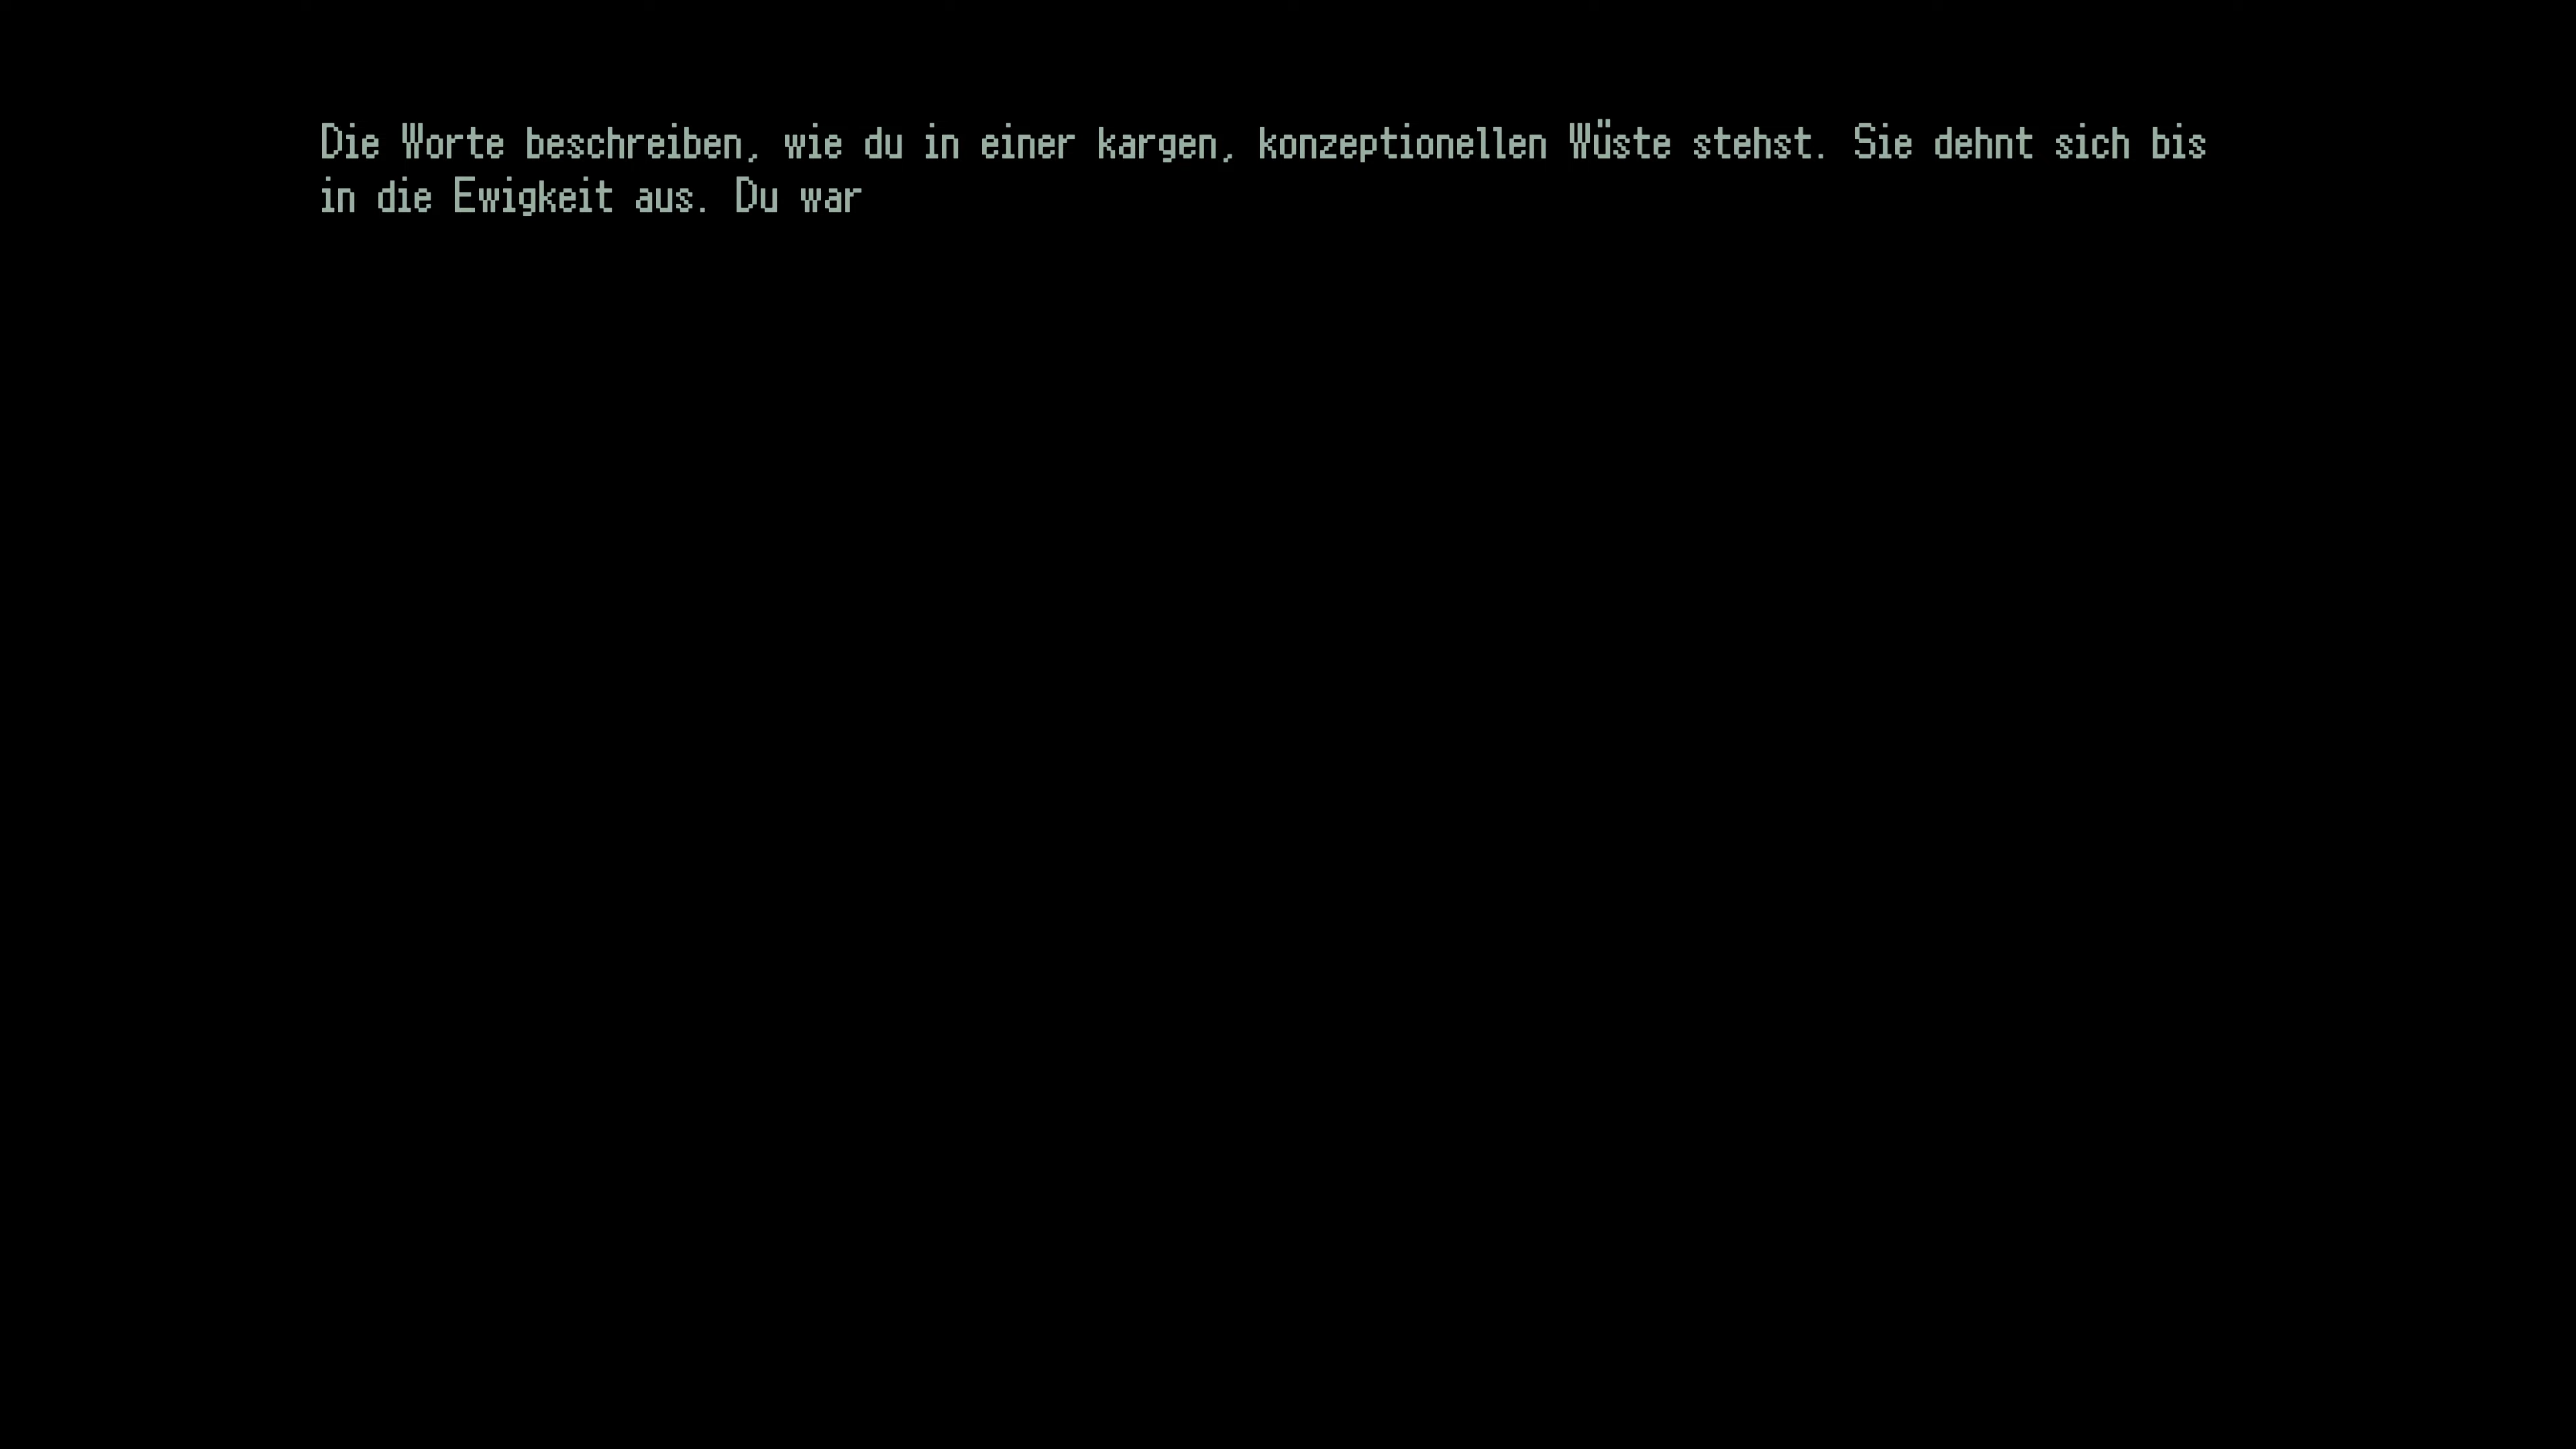 Die Worte beschreiben, wie du in einer kargen, konzeptionellen Wüste stehst. Sie dehnt sich bis
in die Ewigkeit aus. Du war